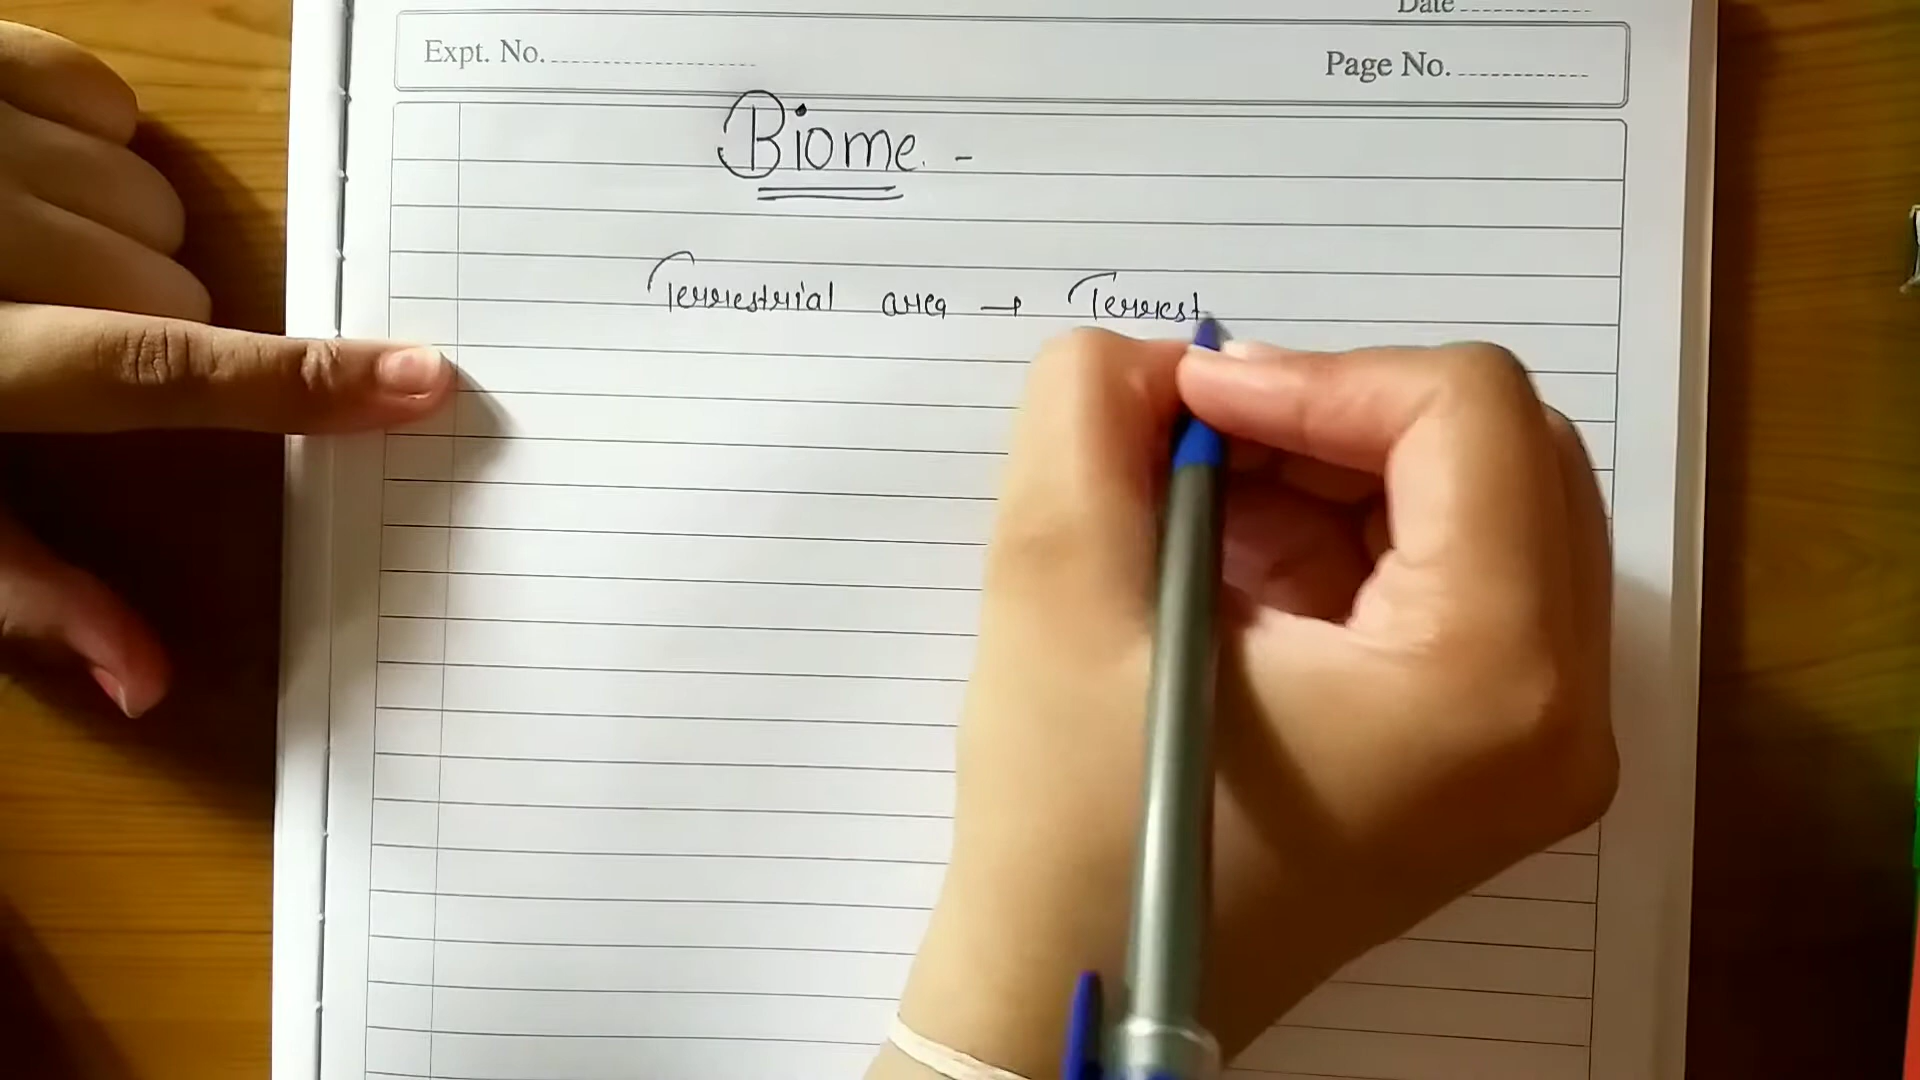 Date
Expt. No. Page No.
Biome. -
Terrestrial area → Terrest